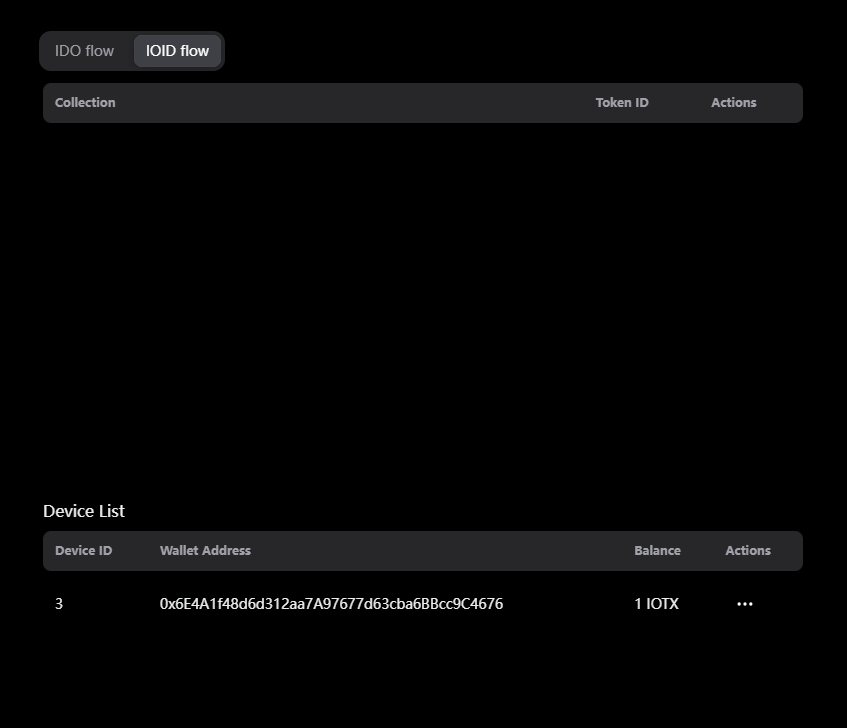 IDO flow IOID flow
Collection Token ID Actions
Device List
Device ID Wallet Address Balance Actions
3 0x6E4A1f48d6d312aa7A97677d63cba6BBcc9C4676 1 IOTX ...